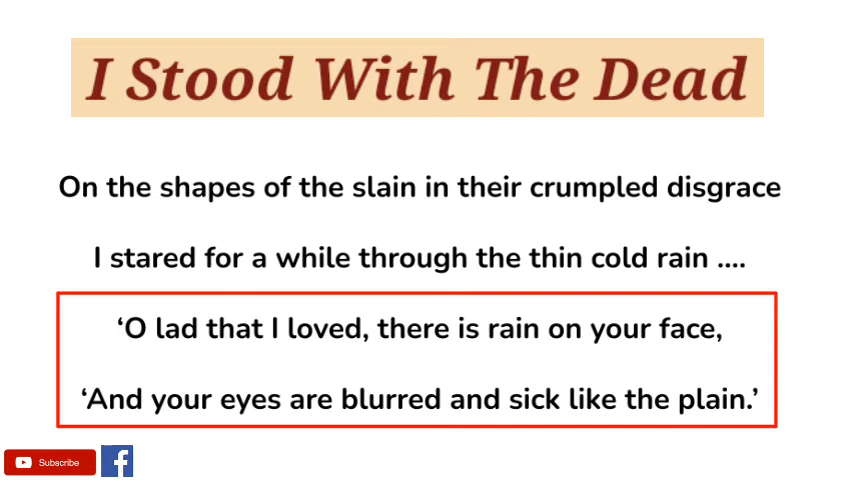 I Stood With The Dead
On the shapes of the slain in their crumpled disgrace
I stared for a while through the thin cold rain ....
‘O lad that I loved, there is rain on your face,
‘And your eyes are blurred and sick like the plain.’
Subscribe
f